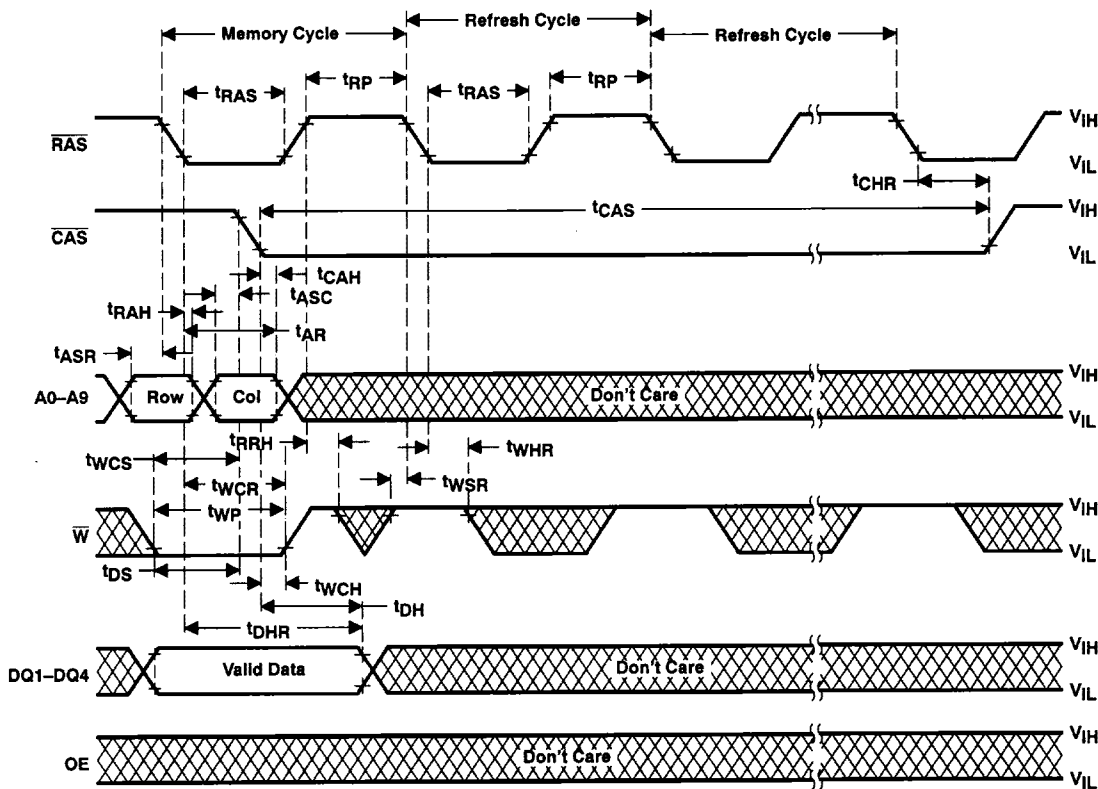 Memory Cycle
Refresh Cycle
Refresh Cycle
tRAS
tRP
tRAS
tRP
RAS
VIH
VIL
tCHR
tCAS
CAS
VIH
VIL
tCAH
tASC
tRAH
tAR
tASR
A0–A9
Row
Col
Don't Care
VIH
VIL
tRRH
tWHR
tWCS
tWSR
tWCR
tWP
W
VIH
VIL
tDS
tWCH
tDH
tDHR
DQ1–DQ4
Valid Data
Don't Care
VIH
VIL
OE
Don't Care
VIH
VIL